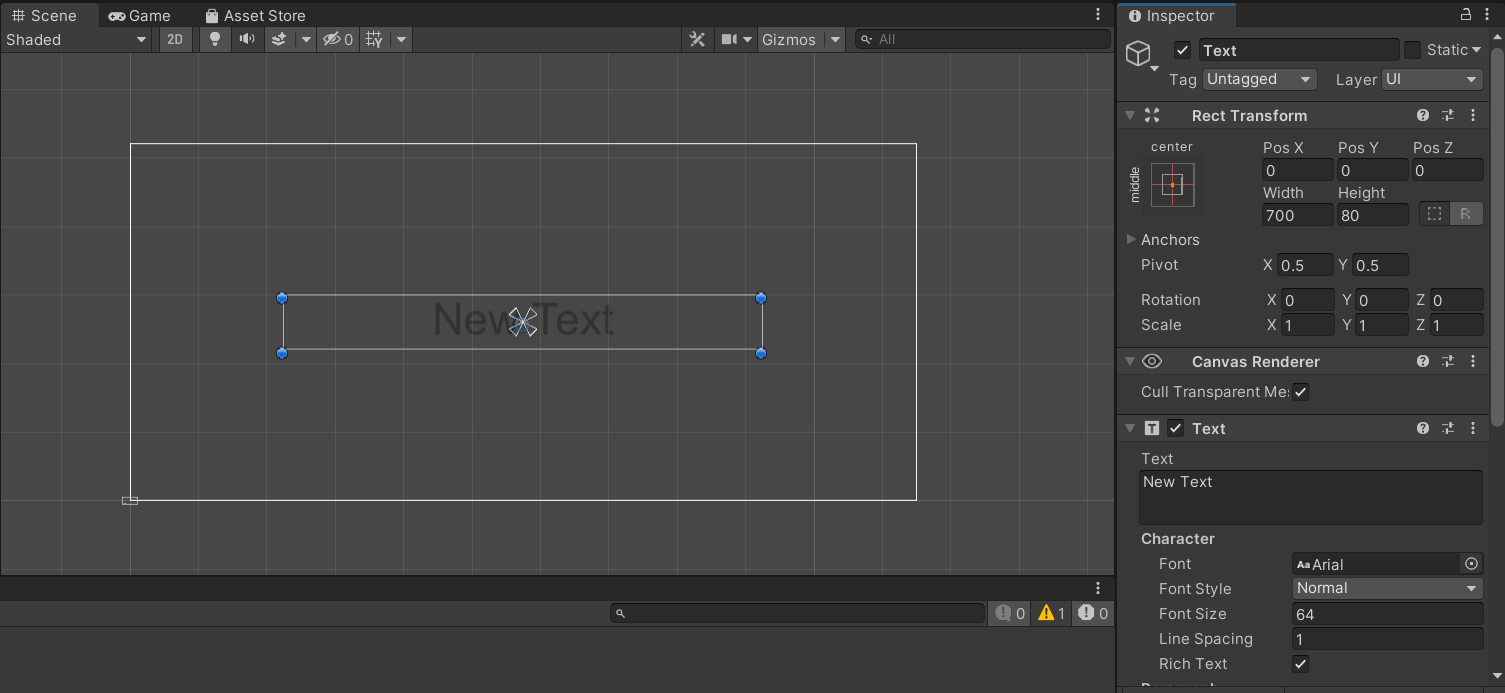 Scene Game Asset Store
Shaded 2D 0 Gizmos All
New Text
0 1 0
Inspector
Text Static
Tag Untagged Layer UI
Rect Transform
center
middle
Pos X Pos Y Pos Z
0 0 0
Width Height
700 80 R
Anchors
Pivot X 0.5 Y 0.5
Rotation X 0 Y 0 Z 0
Scale X 1 Y 1 Z 1
Canvas Renderer
Cull Transparent Mes
T Text
Text
New Text
Character
Font Aa Arial
Font Style Normal
Font Size 64
Line Spacing 1
Rich Text